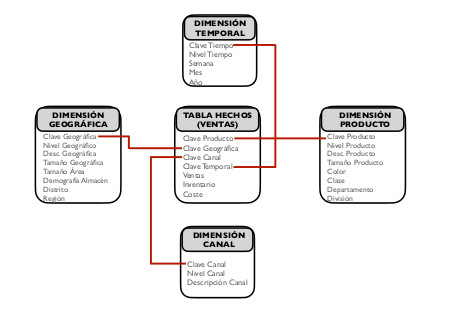 DIMENSIÓN
TEMPORAL
Clave Tiempo
Nivel Tiempo
Semana
Mes
Año
DIMENSIÓN
GEOGRÁFICA
Clave Geográfica
Nivel Geográfico
Desc. Geográfica
Tamaño Geográfica
Tamaño Área
Demografía Almacén
Distrito
Región
TABLA HECHOS
(VENTAS)
Clave Producto
Clave Geográfica
Clave Canal
Clave Temporal
Ventas
Inventario
Coste
DIMENSIÓN
PRODUCTO
Clave Producto
Nivel Producto
Desc. Producto
Tamaño Producto
Color
Clase
Departamento
División
DIMENSIÓN
CANAL
Clave Canal
Nivel Canal
Descripción Canal